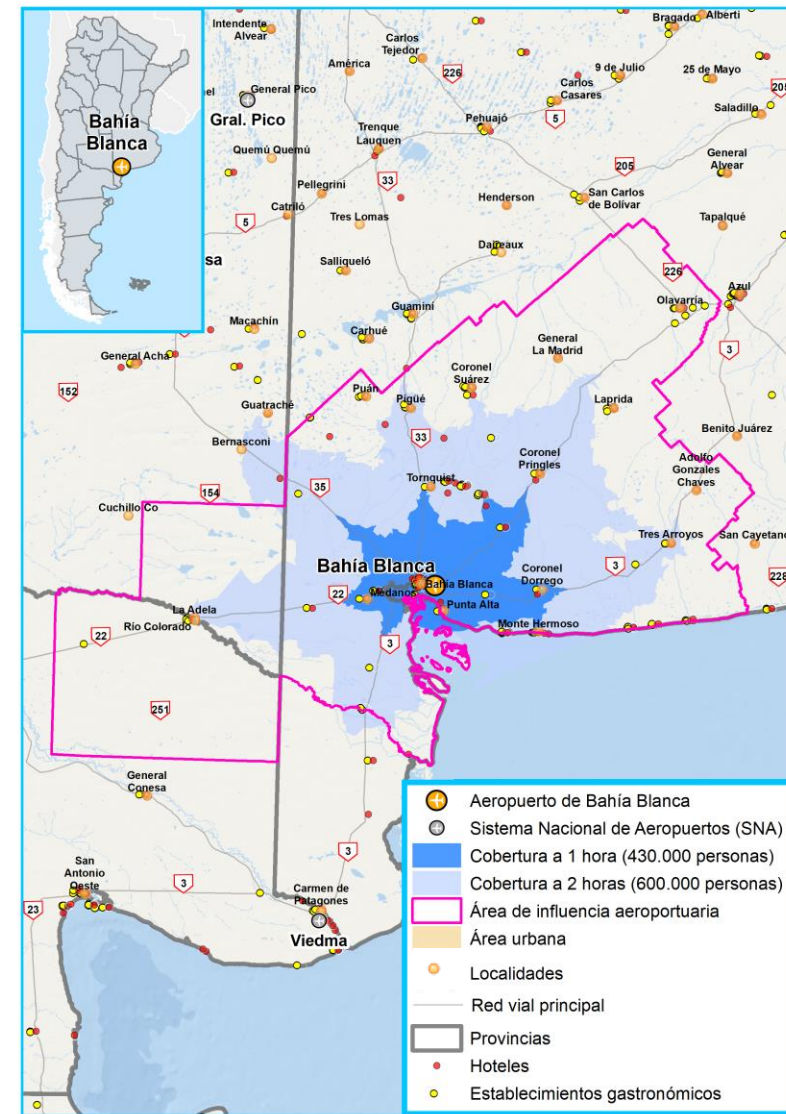 Bahía
Blanca
Intendente
Alvear
Carlos
Tejedor
Bragado
Alberti
América
226
9 de Julio
25 de Mayo
205
General Pico
Gral. Pico
Carlos
Casares
5
Saladillo
Pehuajó
Trenque
Lauquen
Quemú Quemú
205
General
Alvear
33
Pellegrini
Henderson
San Carlos
de Bolívar
Catriló
5
Tres Lomas
Tapalqué
Daireaux
sa
Salliqueló
226
Azul
Olavarría
Guaminí
Macachín
Carhué
3
General Acha
General
La Madrid
152
Coronel
Suárez
Puán
Guatraché
Pigüé
Laprida
33
Benito Juárez
Bernasconi
Coronel
Pringles
Adolfo
Gonzales
Chaves
35
Tornquist
154
Cuchillo Co
Tres Arroyos
San Cayetano
Bahía Blanca
Coronel
Dorrego
3
Bahía Blanca
22
Médanos
228
La Adela
Punta Alta
Río Colorado
Monte Hermoso
22
3
251
General
Conesa
3
San
Antonio
Oeste
3
Carmen de
Patagones
23
Viedma
Aeropuerto de Bahía Blanca
Sistema Nacional de Aeropuertos (SNA)
Cobertura a 1 hora (430.000 personas)
Cobertura a 2 horas (600.000 personas)
Área de influencia aeroportuaria
Área urbana
Localidades
Red vial principal
Provincias
Hoteles
Establecimientos gastronómicos